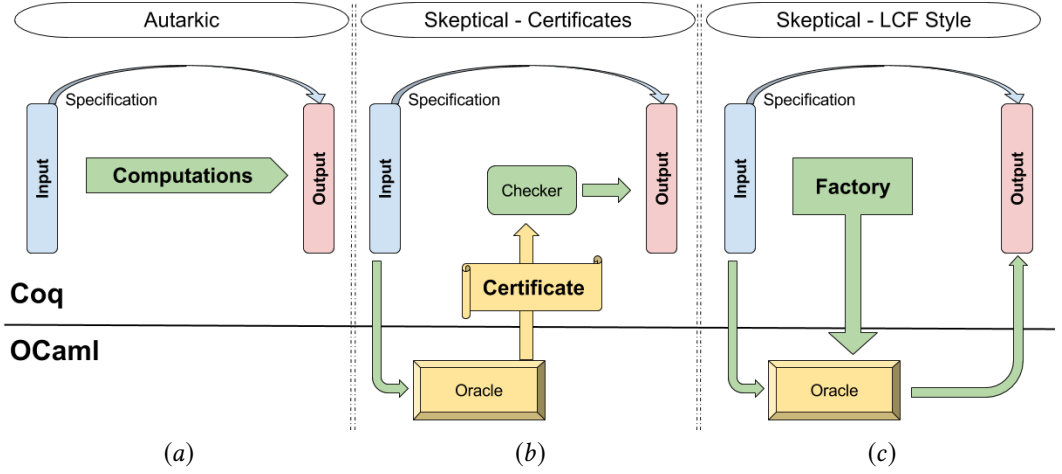 Autarkic
Skeptical - Certificates
Skeptical - LCF Style
Specification
Specification
Specification
Input
Computations
Output
Input
Checker
Output
Input
Factory
Output
Certificate
Coq
OCaml
Oracle
Oracle
(a)
(b)
(c)